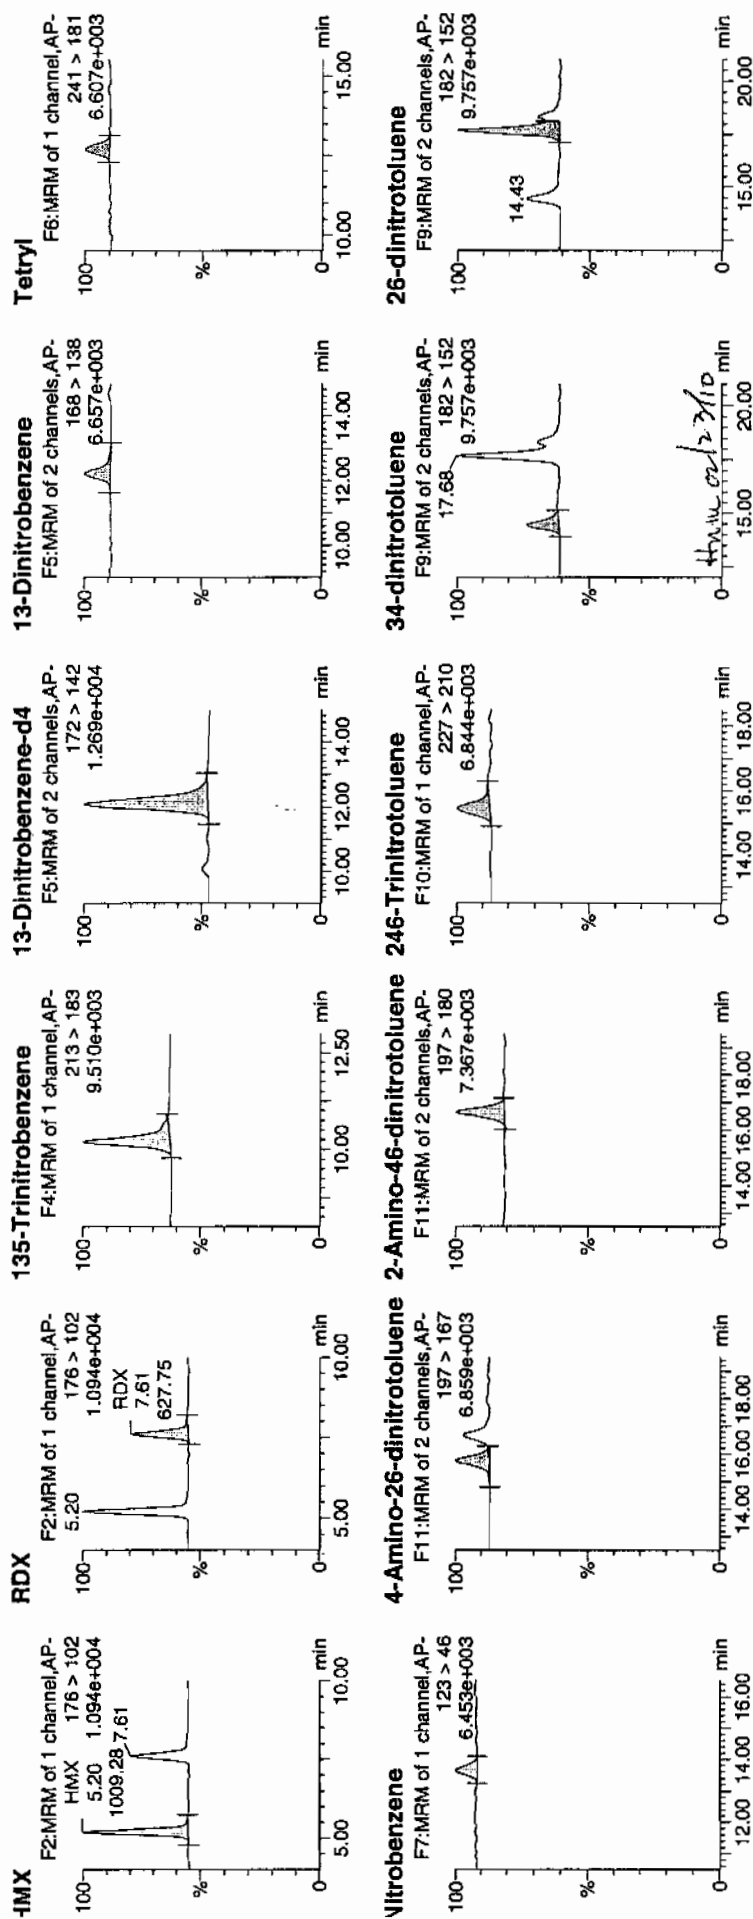 HMX
F2:MRM of 1 channel,AP-
HMX 176 > 102
5.20 1.094e+004
1009.28 7.61
100
%
0
5.00 10.00 min
RDX
F2:MRM of 1 channel,AP-
5.20 176 > 102
1.094e+004
RDX
7.61
627.75
100
%
0
5.00 10.00 min
135-Trinitrobenzene
F4:MRM of 1 channel,AP-
213 > 183
9.510e+003
100
%
0
10.00 12.50 min
13-Dinitrobenzene-d4
F5:MRM of 2 channels,AP-
172 > 142
1.269e+004
100
%
0
10.00 12.00 14.00 min
13-Dinitrobenzene
F5:MRM of 2 channels,AP-
168 > 138
6.657e+003
100
%
0
10.00 12.00 14.00 min
Tetryl
F6:MRM of 1 channel,AP-
241 > 181
6.607e+003
100
%
0
10.00 15.00 min
Nitrobenzene
F7:MRM of 1 channel,AP-
123 > 46
6.453e+003
100
%
0
12.00 14.00 16.00 min
4-Amino-26-dinitrotoluene
F11:MRM of 2 channels,AP-
197 > 167
6.859e+003
100
%
0
14.00 16.00 18.00 min
2-Amino-46-dinitrotoluene
F11:MRM of 2 channels,AP-
197 > 180
7.367e+003
100
%
0
14.00 16.00 18.00 min
246-Trinitrotoluene
F10:MRM of 1 channel,AP-
227 > 210
6.844e+003
100
%
0
14.00 16.00 18.00 min
34-dinitrotoluene
F9:MRM of 2 channels,AP-
17.68 182 > 152
9.757e+003
100
%
0
15.00 20.00 min
02/23/10
26-dinitrotoluene
F9:MRM of 2 channels,AP-
182 > 152
9.757e+003
14.43
100
%
0
15.00 20.00 min